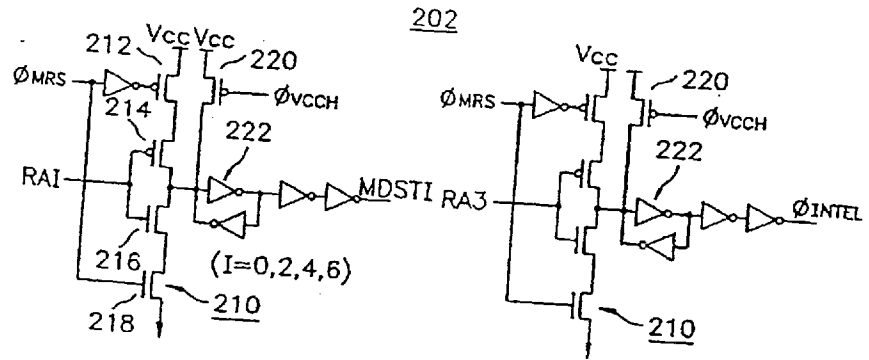 202
Vcc Vcc
212
220
ØMRS
ØVCCH
214
222
RAI
MDSTI
216
(I=0,2,4,6)
218
210
Vcc
220
ØMRS
ØVCCH
222
RA3
ØINTEL
210